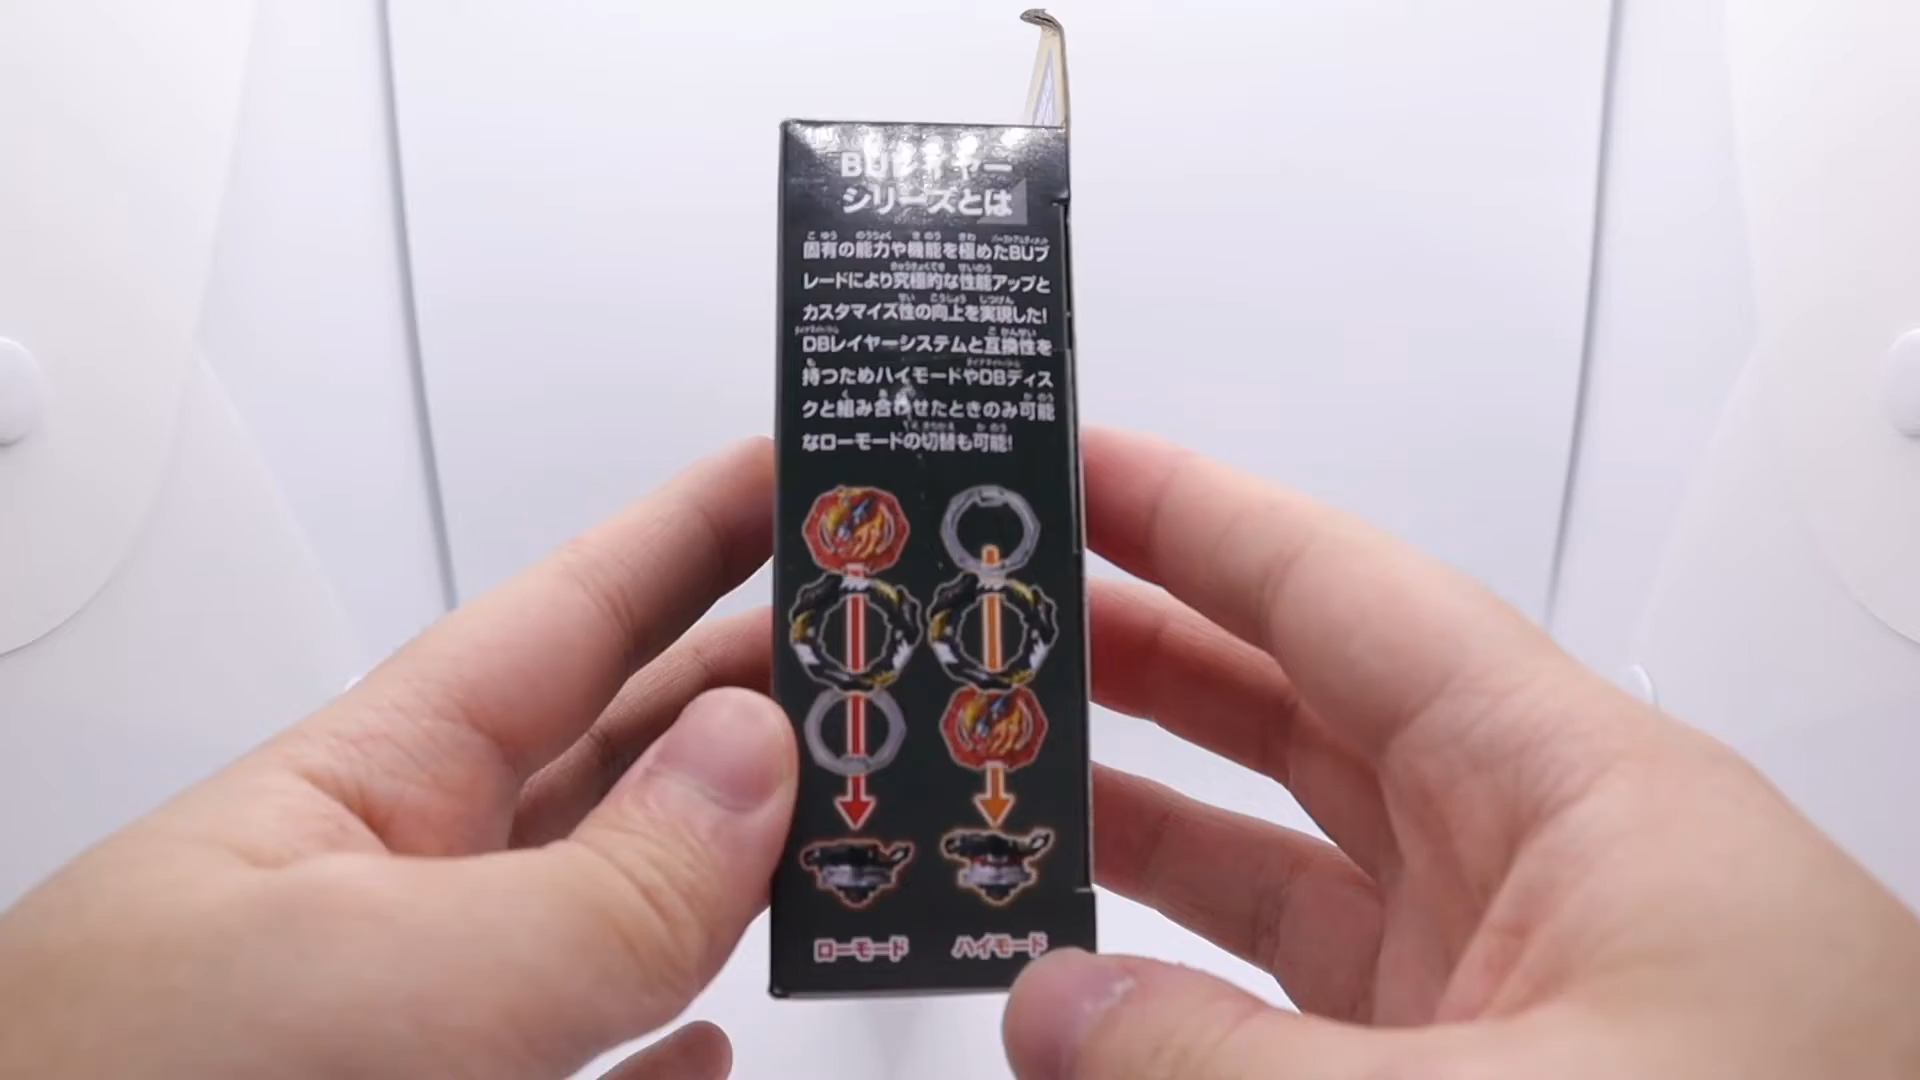 BUレイヤー
シリーズとは
固有の能力や機能を極めたBUブ
レードにより究極的な性能アップと
カスタマイズ性の向上を実現した!
DBレイヤーシステムと互換性を
持つためハイモードやDBディス
クと組み合わせたときのみ可能
なローモードの切替も可能!
ローモード ハイモード